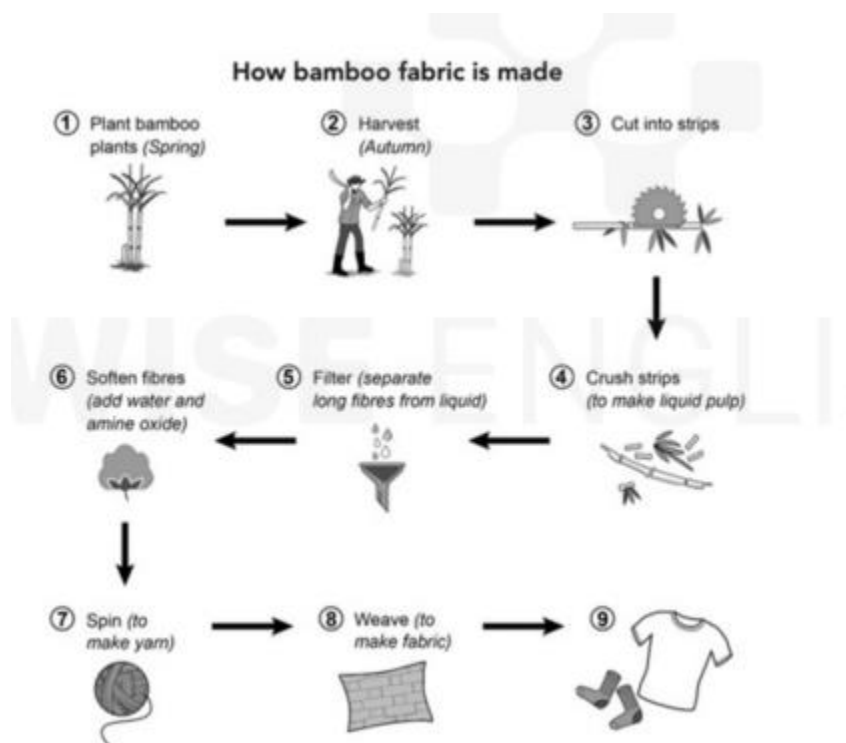 How bamboo fabric is made
① Plant bamboo
plants (Spring)
② Harvest
(Autumn)
③ Cut into strips
④ Crush strips
(to make liquid pulp)
⑤ Filter (separate
long fibres from liquid)
⑥ Soften fibres
(add water and
amine oxide)
⑦ Spin (to
make yarn)
⑧ Weave (to
make fabric)
⑨
WISE ENGLI